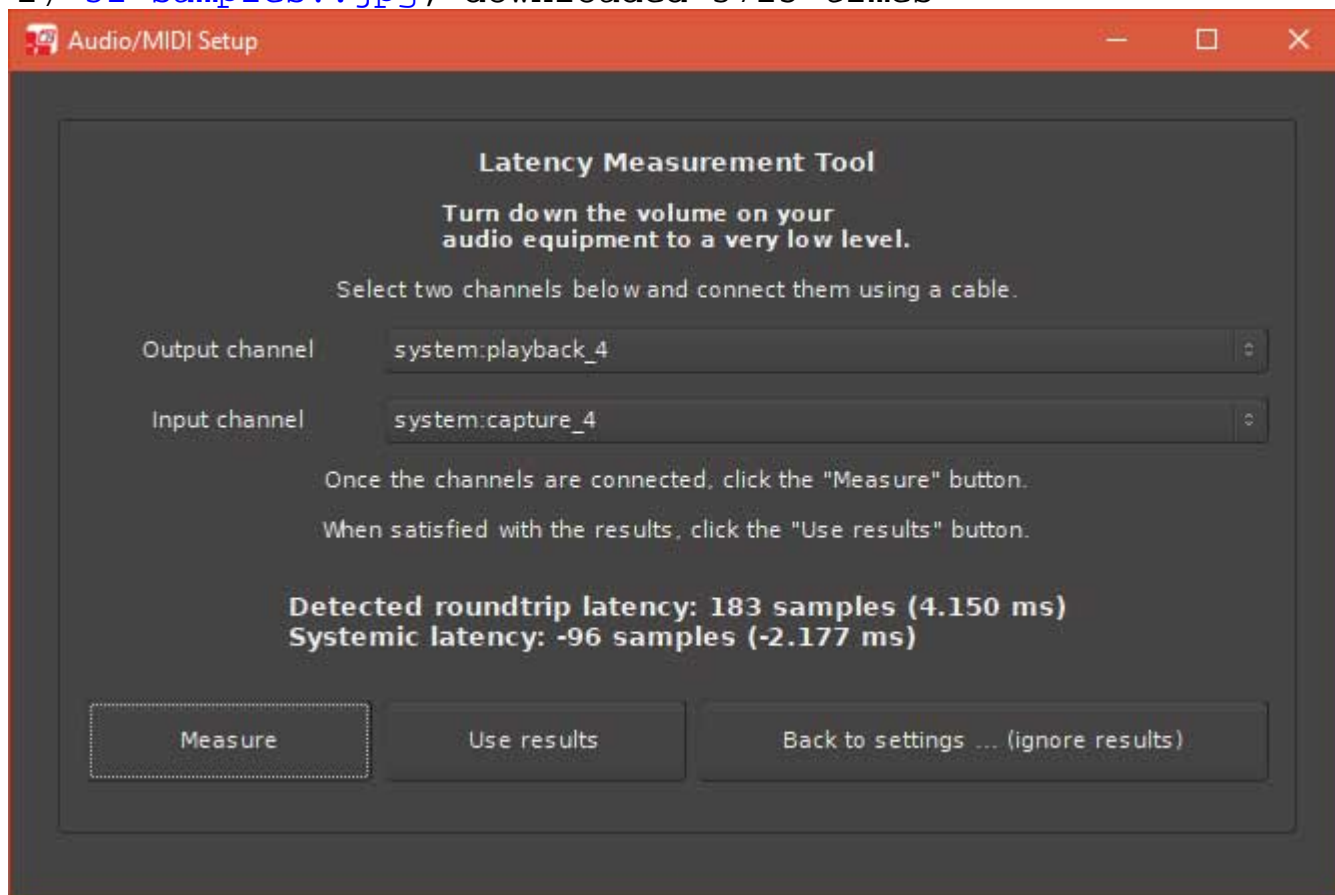 Audio/MIDI Setup
Latency Measurement Tool
Turn down the volume on your
audio equipment to a very low level.
Select two channels below and connect them using a cable.
Output channel system:playback_4
Input channel system:capture_4
Once the channels are connected, click the "Measure" button.
When satisfied with the results, click the "Use results" button.
Detected roundtrip latency: 183 samples (4.150 ms)
Systemic latency: -96 samples (-2.177 ms)
Measure Use results Back to settings ... (ignore results)